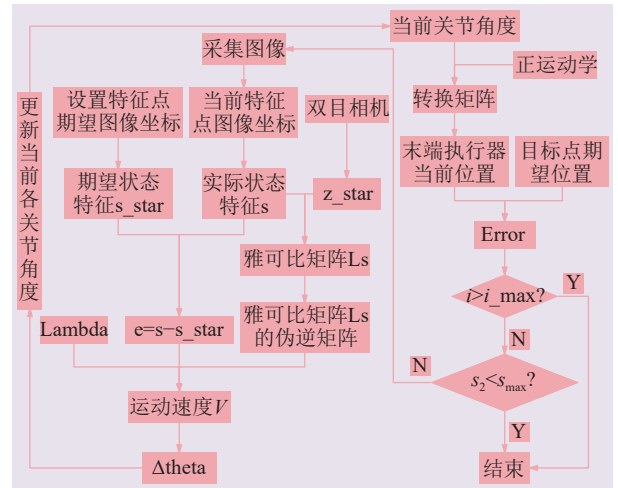 当前关节角度
采集图像
正运动学
更新当前各关节角度
设置特征点
期望图像坐标
当前特征
点图像坐标
双目相机
转换矩阵
末端执行器
当前位置
目标点期
望位置
期望状态
特征s_star
实际状态
特征s
z_star
Error
雅可比矩阵Ls
i>i_max?
Y
Lambda
e=s−s_star
雅可比矩阵Ls
的伪逆矩阵
N
N
s₂<sₘₐₓ?
运动速度V
Y
Δtheta
结束